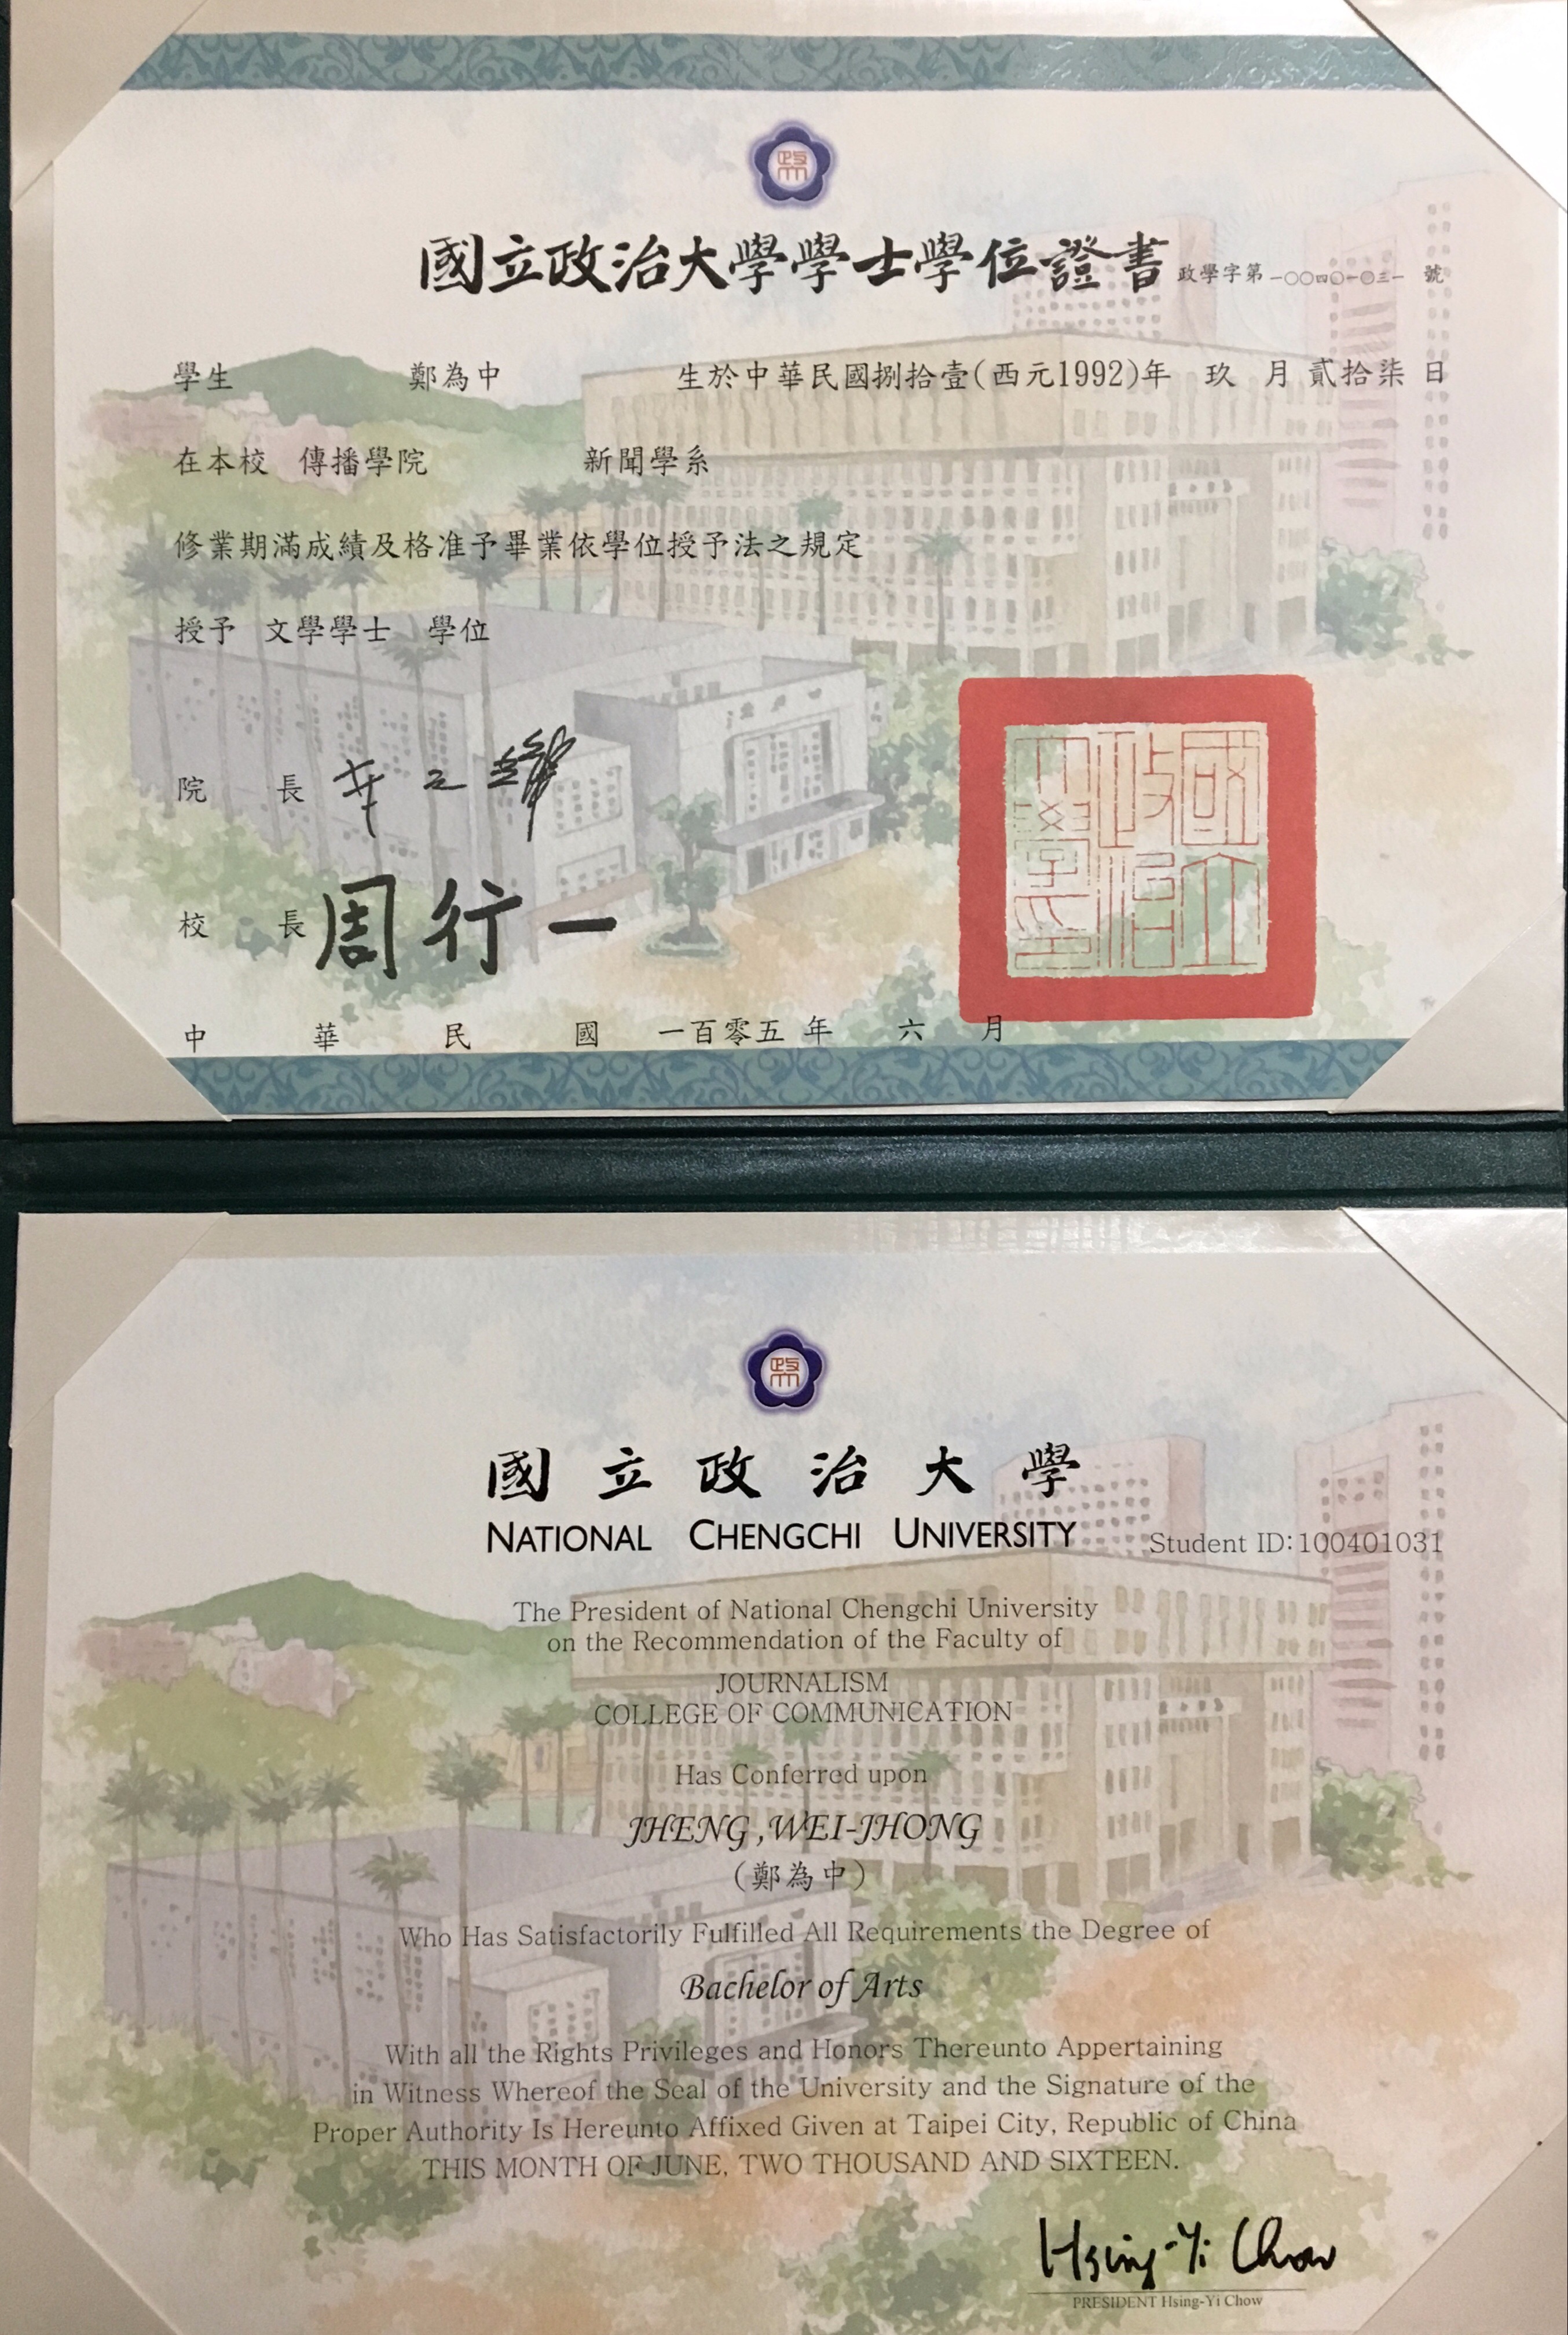 國立政治大學學士學位證書 政學字第一〇〇四〇一〇三一號
學生 鄭為中 生於中華民國捌拾壹(西元1992)年 玖 月 貳拾柒 日
在本校 傳播學院 新聞學系
修業期滿成績及格准予畢業依學位授予法之規定
授予 文學學士 學位
院 長
校 長 周行一
國立政治大學印
中 華 民 國 一百零五 年 六 月
國立政治大學
NATIONAL CHENGCHI UNIVERSITY
Student ID:100401031
The President of National Chengchi University
on the Recommendation of the Faculty of
JOURNALISM
COLLEGE OF COMMUNICATION
Has Conferred upon
JHENG ,WEI-JHONG
(鄭為中)
Who Has Satisfactorily Fulfilled All Requirements the Degree of
Bachelor of Arts
With all the Rights Privileges and Honors Thereunto Appertaining
in Witness Whereof the Seal of the University and the Signature of the
Proper Authority Is Hereunto Affixed Given at Taipei City, Republic of China
THIS MONTH OF JUNE, TWO THOUSAND AND SIXTEEN.
Hsing-Yi Chow
PRESIDENT Hsing-Yi Chow